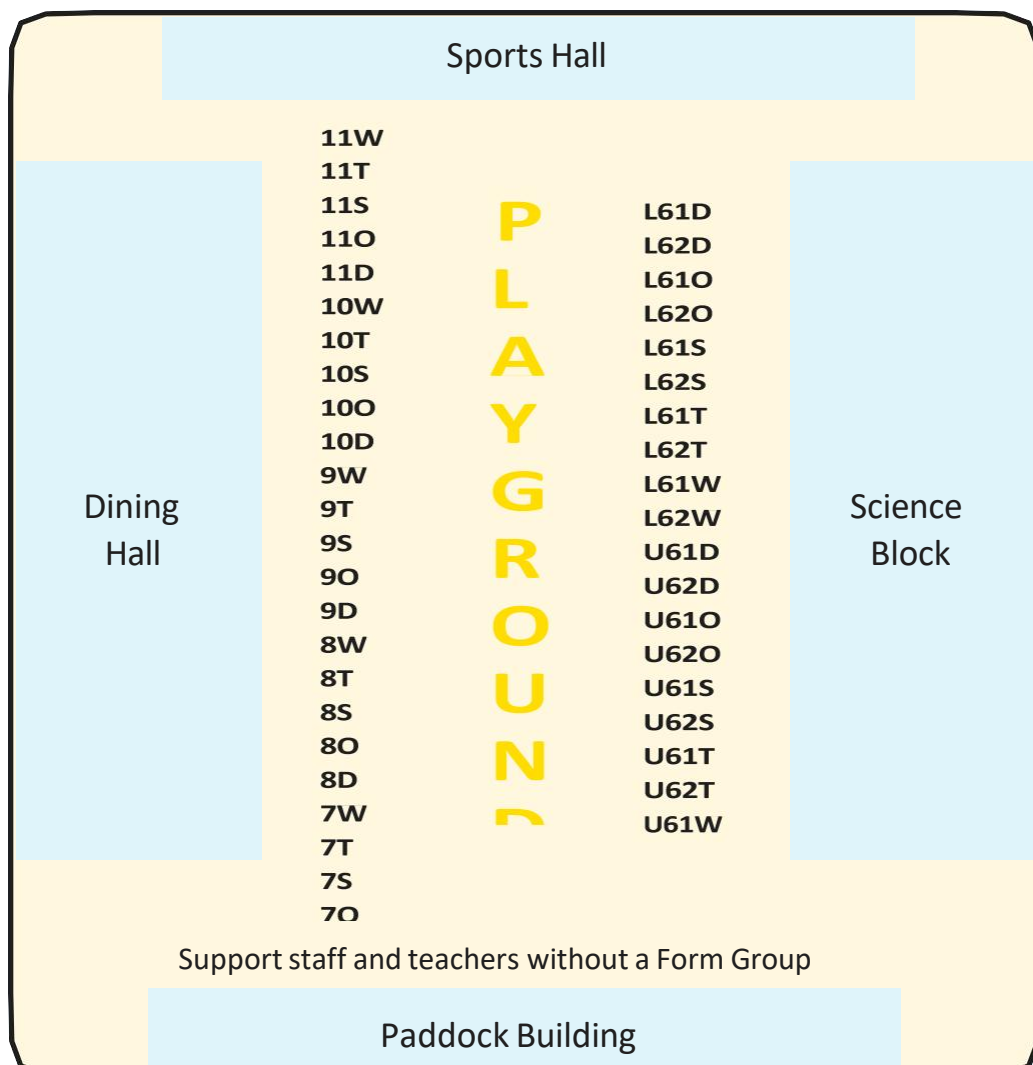 Sports Hall
11W
11T
11S
11O
11D
10W
10T
10S
10O
10D
9W
9T
9S
9O
9D
8W
8T
8S
8O
8D
7W
7T
7S
7O
Dining
Hall
P
L
A
Y
G
R
O
U
N
D
L61D
L62D
L61O
L62O
L61S
L62S
L61T
L62T
L61W
L62W
U61D
U62D
U61O
U62O
U61S
U62S
U61T
U62T
U61W
Science
Block
Support staff and teachers without a Form Group
Paddock Building